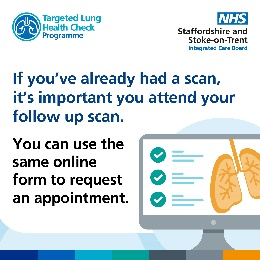 Targeted Lung
Health Check
Programme
NHS
Staffordshire and
Stoke-on-Trent
Integrated Care Board
If you've already had a scan,
it's important you attend your
follow up scan.
You can use the
same online
form to request
an appointment.